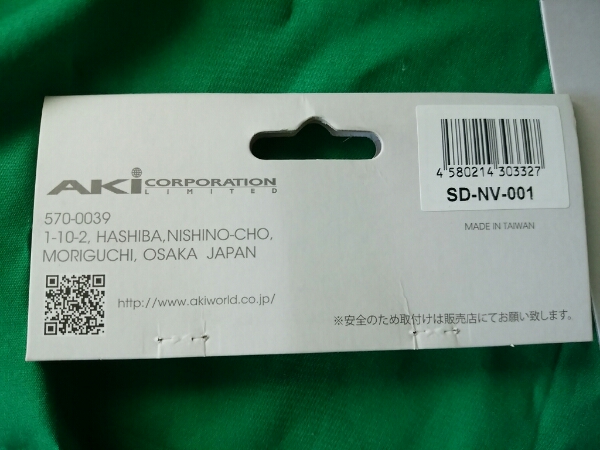 AKi CORPORATION
LIMITED
570-0039
1-10-2, HASHIBA,NISHINO-CHO,
MORIGUCHI, OSAKA JAPAN
http://www.akiworld.co.jp/
4 580214 303327
SD-NV-001
MADE IN TAIWAN
※安全のため取付けは販売店にてお願い致します。